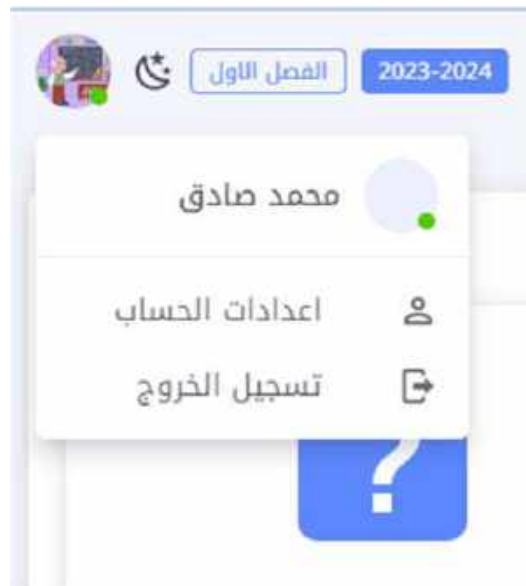 2023-2024 الفصل الاول
محمد صادق
اعدادات الحساب
تسجيل الخروج
?